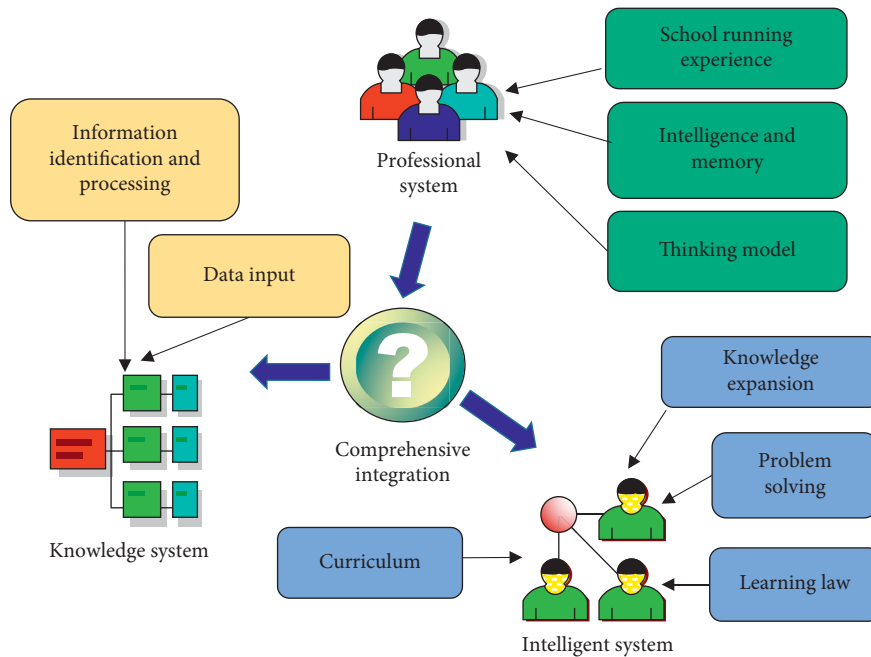 School running
experience
Intelligence and
memory
Thinking model
Professional
system
Information
identification and
processing
Data input
Knowledge
expansion
Problem
solving
Learning law
Comprehensive
integration
Knowledge system
Curriculum
Intelligent system